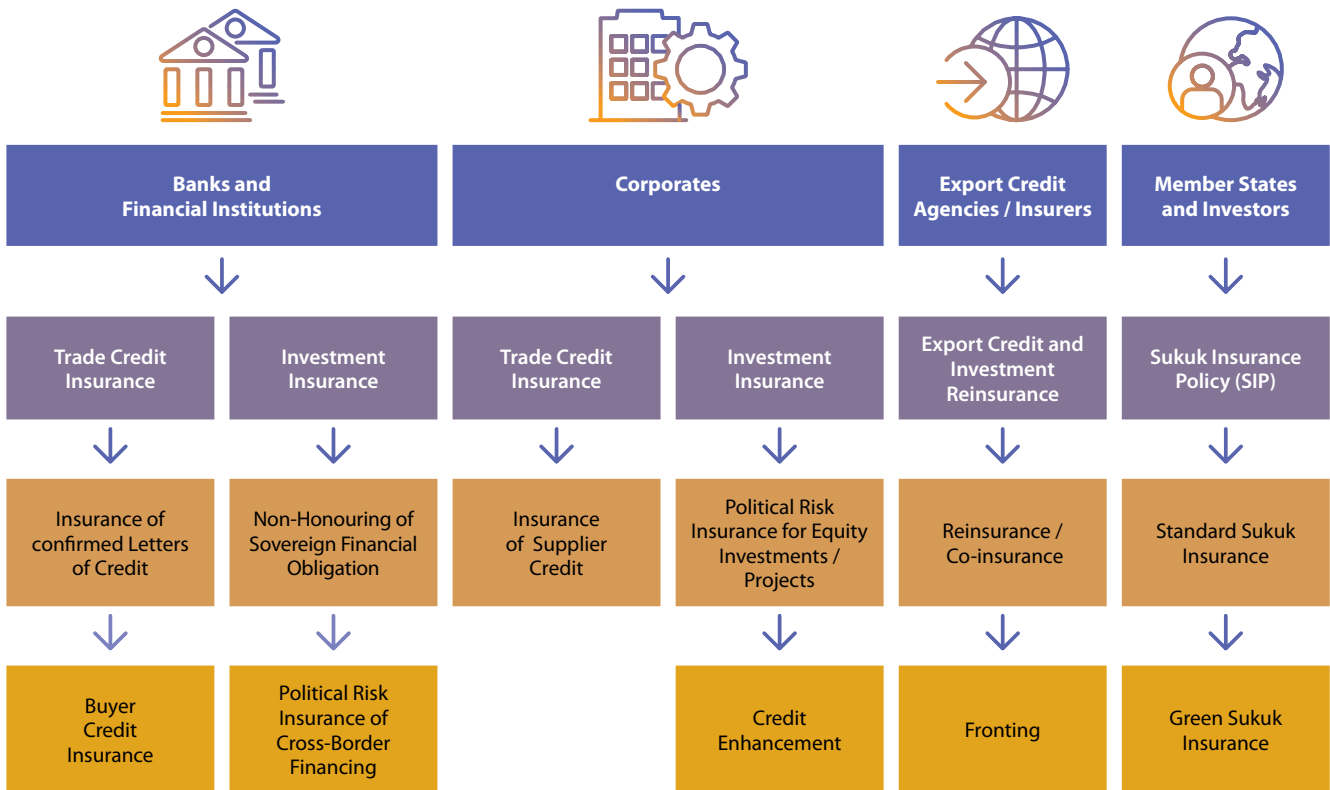 Banks and
Financial Institutions
Corporates
Export Credit
Agencies / Insurers
Member States
and Investors
Trade Credit
Insurance
Investment
Insurance
Trade Credit
Insurance
Investment
Insurance
Export Credit and
Investment
Reinsurance
Sukuk Insurance
Policy (SIP)
Insurance of
confirmed Letters
of Credit
Non-Honouring of
Sovereign Financial
Obligation
Insurance
of Supplier
Credit
Political Risk
Insurance for Equity
Investments /
Projects
Reinsurance /
Co-insurance
Standard Sukuk
Insurance
Buyer
Credit
Insurance
Political Risk
Insurance of
Cross-Border
Financing
Credit
Enhancement
Fronting
Green Sukuk
Insurance